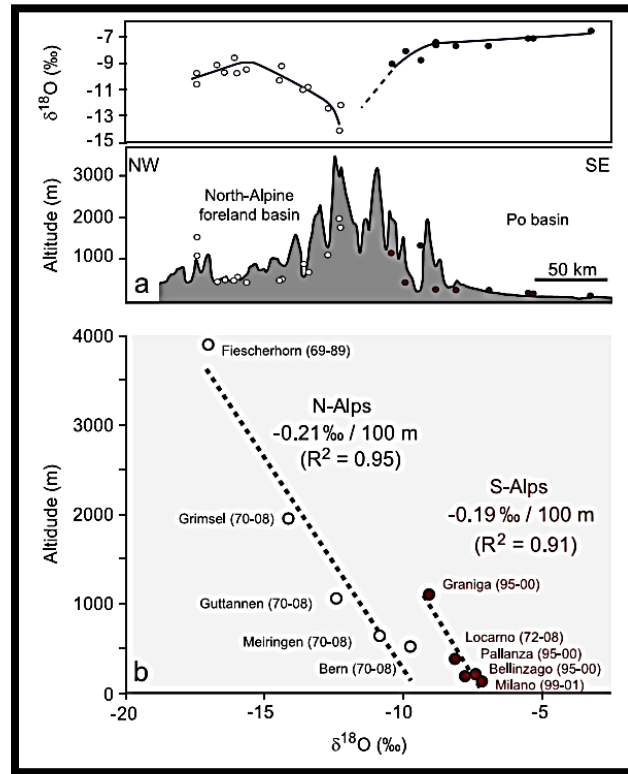 -7
-9
-11
-13
-15
δ18O (‰)
NW
SE
3000
2000
1000
Altitude (m)
North-Alpine
foreland basin
Po basin
50 km
a
4000
3000
2000
1000
0
Altidude (m)
Fiescherhorn (69-89)
N-Alps
-0.21‰ / 100 m
(R² = 0.95)
S-Alps
-0.19‰ / 100 m
(R² = 0.91)
Grimsel (70-08)
Graniga (95-00)
Guttannen (70-08)
Meiringen (70-08)
Locarno (72-08)
Pallanza (95-00)
Bern (70-08)
Bellinzago (95-00)
Milano (99-01)
b
-20
-15
-10
-5
δ18O (‰)